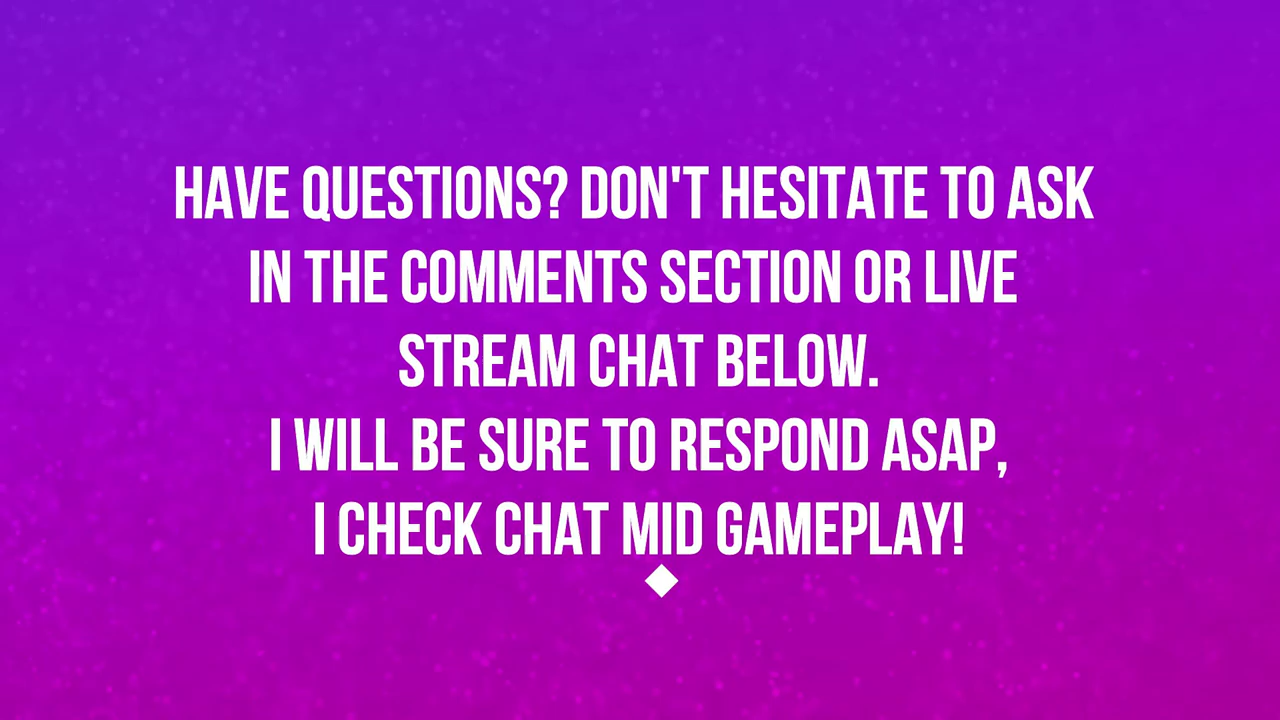 HAVE QUESTIONS? DON'T HESITATE TO ASK
IN THE COMMENTS SECTION OR LIVE
STREAM CHAT BELOW.
I WILL BE SURE TO RESPOND ASAP,
I CHECK CHAT MID GAMEPLAY!